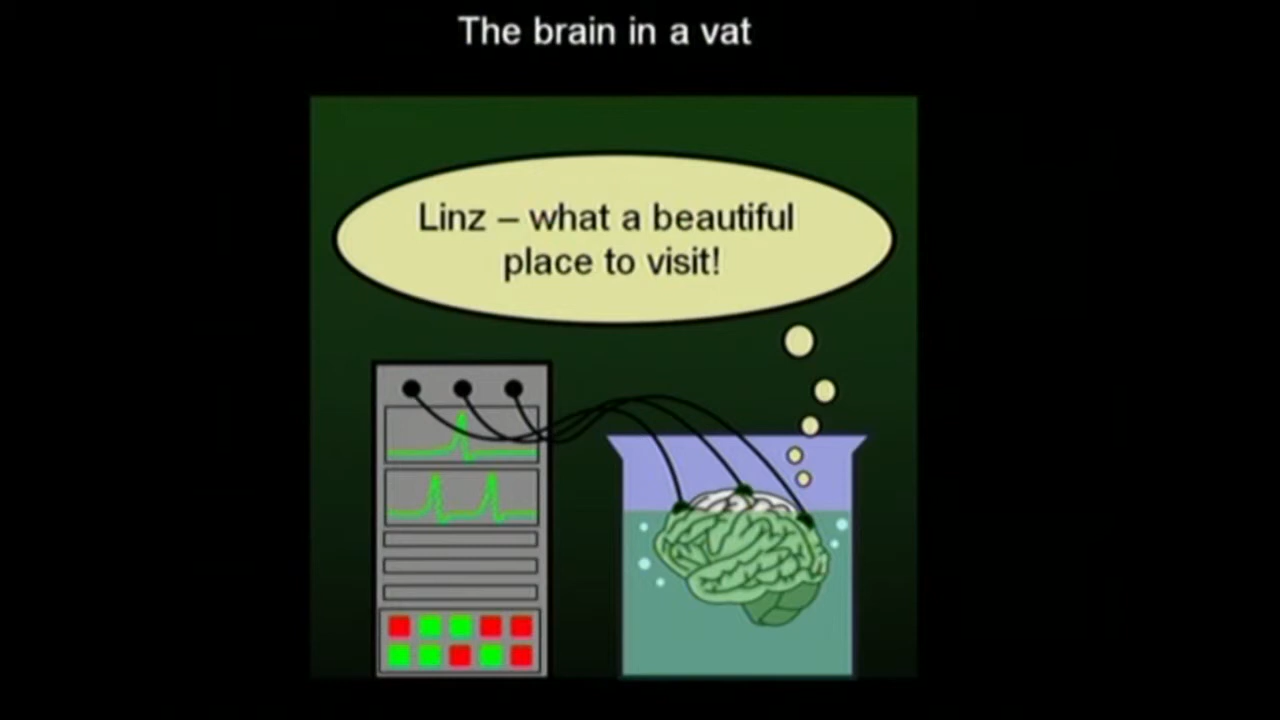 The brain in a vat
Linz – what a beautiful
place to visit!